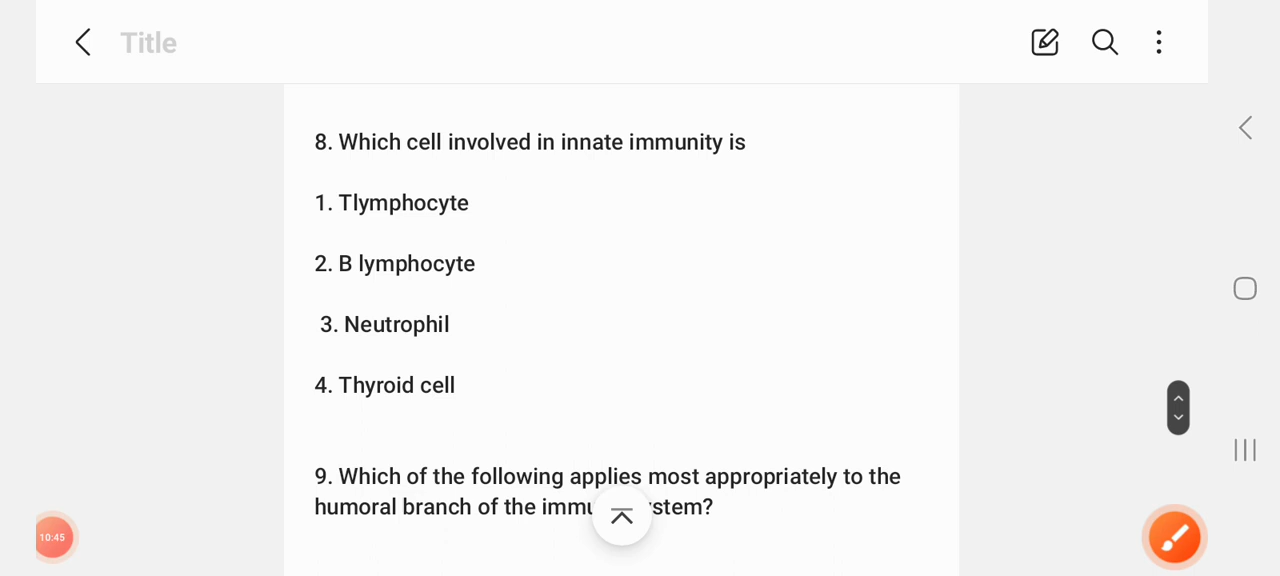 Title
8. Which cell involved in innate immunity is
1. Tlymphocyte
2. B lymphocyte
3. Neutrophil
4. Thyroid cell
9. Which of the following applies most appropriately to the
humoral branch of the
10:45